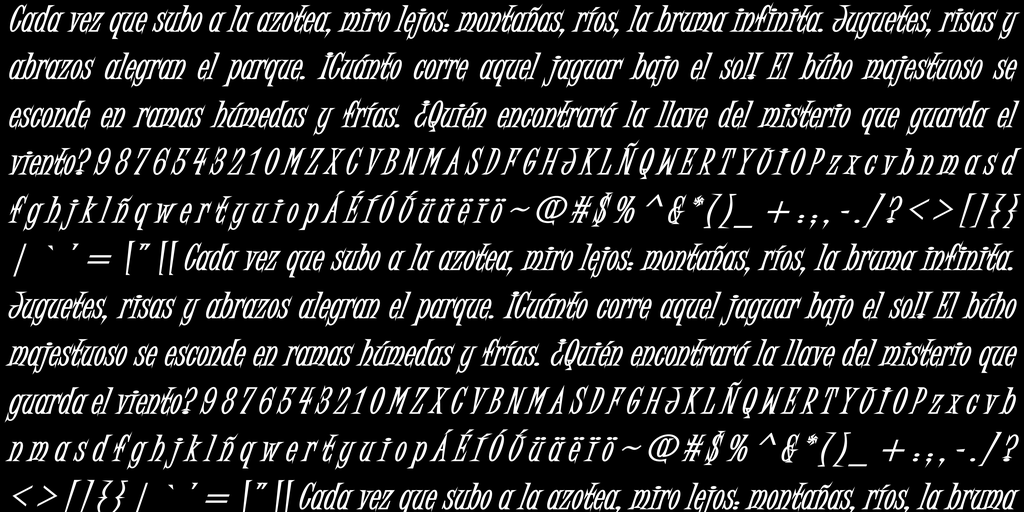 Cada vez que subo a la azotea, miro lejos: montañas, ríos, la bruma infinita. Juguetes, risas y
abrazos alegran el parque. ¡Cuánto corre aquel jaguar bajo el sol! El búho majestuoso se
esconde en ramas húmedas y frías. ¿Quién encontrará la llave del misterio que guarda el
viento? 9 8 7 6 5 4 3 2 1 0 M Z X C V B N M A S D F G H J K L Ñ Q W E R T Y U I O P z x c v b n m a s d
f g h j k l ñ q w e r t y u i o p Á É Í Ó Ó ü ä ë ï ö ~ @ # $ % ^ & * ( ) _ + : ; , - . / ? < > [ ] { }
| ` ' = [ " [ [ Cada vez que subo a la azotea, miro lejos: montañas, ríos, la bruma infinita.
Juguetes, risas y abrazos alegran el parque. ¡Cuánto corre aquel jaguar bajo el sol! El búho
majestuoso se esconde en ramas húmedas y frías. ¿Quién encontrará la llave del misterio que
guarda el viento? 9 8 7 6 5 4 3 2 1 0 M Z X C V B N M A S D F G H J K L Ñ Q W E R T Y U I O P z x c v b
n m a s d f g h j k l ñ q w e r t y u i o p Á É Í Ó Ó ü ä ë ï ö ~ @ # $ % ^ & * ( ) _ + : ; , - . / ?
< > [ ] { } | ` ' = [ " [ [ Cada vez que subo a la azotea, miro lejos: montañas, ríos, la bruma